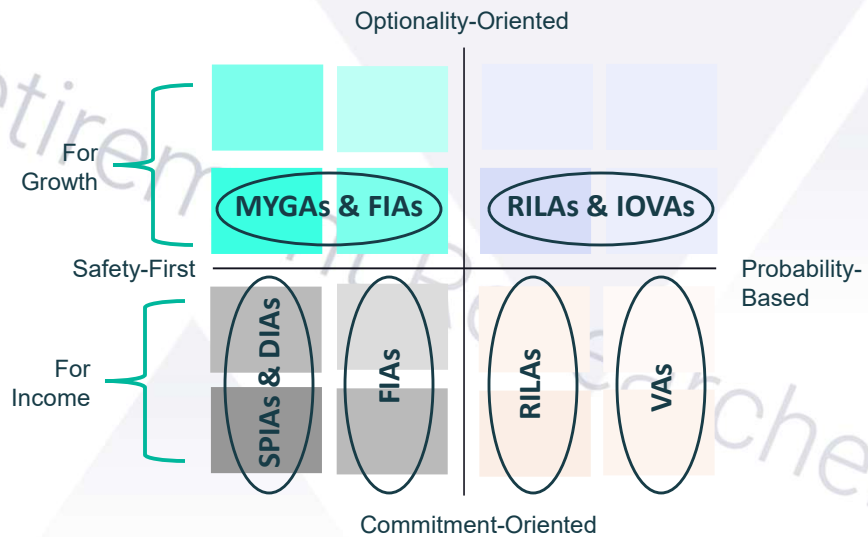 Optionality-Oriented
For
Growth
MYGAs & FIAs
RILAs & IOVAs
Safety-First
Probability-
Based
For
Income
SPIAs & DIAs
FIAs
RILAs
VAs
Commitment-Oriented